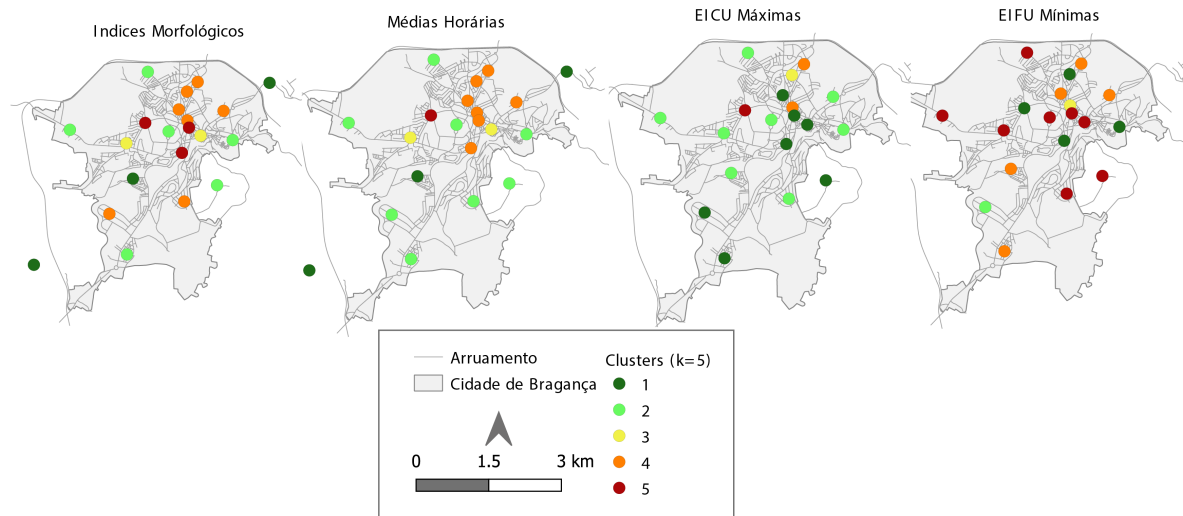 Indices Morfológicos
Médias Horárias
EICU Máximas
EIFU Mínimas
Arruamento
Cidade de Bragança
0 1.5 3 km
Clusters (k=5)
1
2
3
4
5